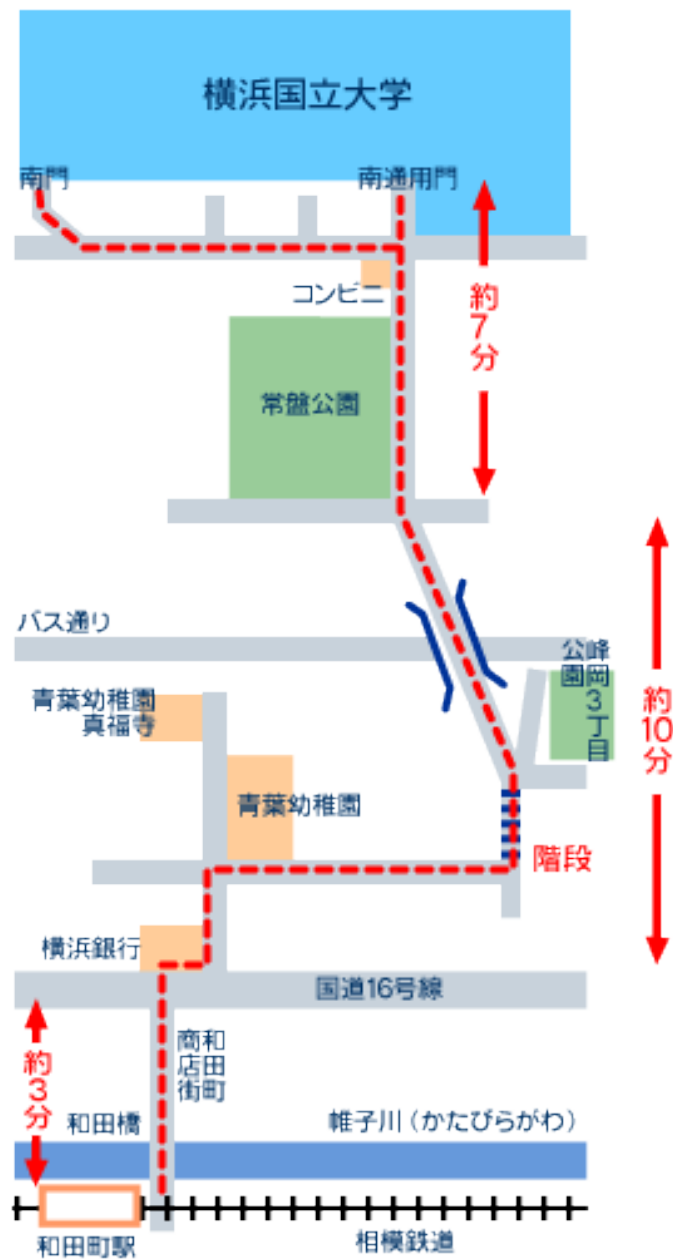 横浜国立大学
南門
南通用門
コンビニ
約7分
常盤公園
バス通り
峰岡3丁目
公園
約10分
青葉幼稚園
真福寺
青葉幼稚園
階段
横浜銀行
国道16号線
約3分
和田町
商店街
和田橋
帷子川(かたびらがわ)
和田町駅
相模鉄道